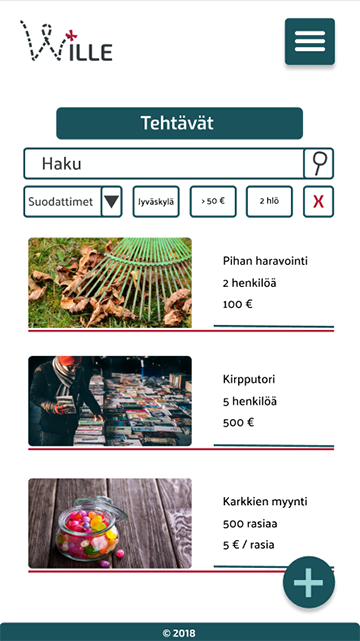 Wille
Tehtävät
Haku
Suodattimet
Jyväskylä
> 50 €
2 hlö
X
Pihan haravointi
2 henkilöä
100 €
Kirpputori
5 henkilöä
500 €
Karkkien myynti
500 rasiaa
5 € / rasia
© 2018